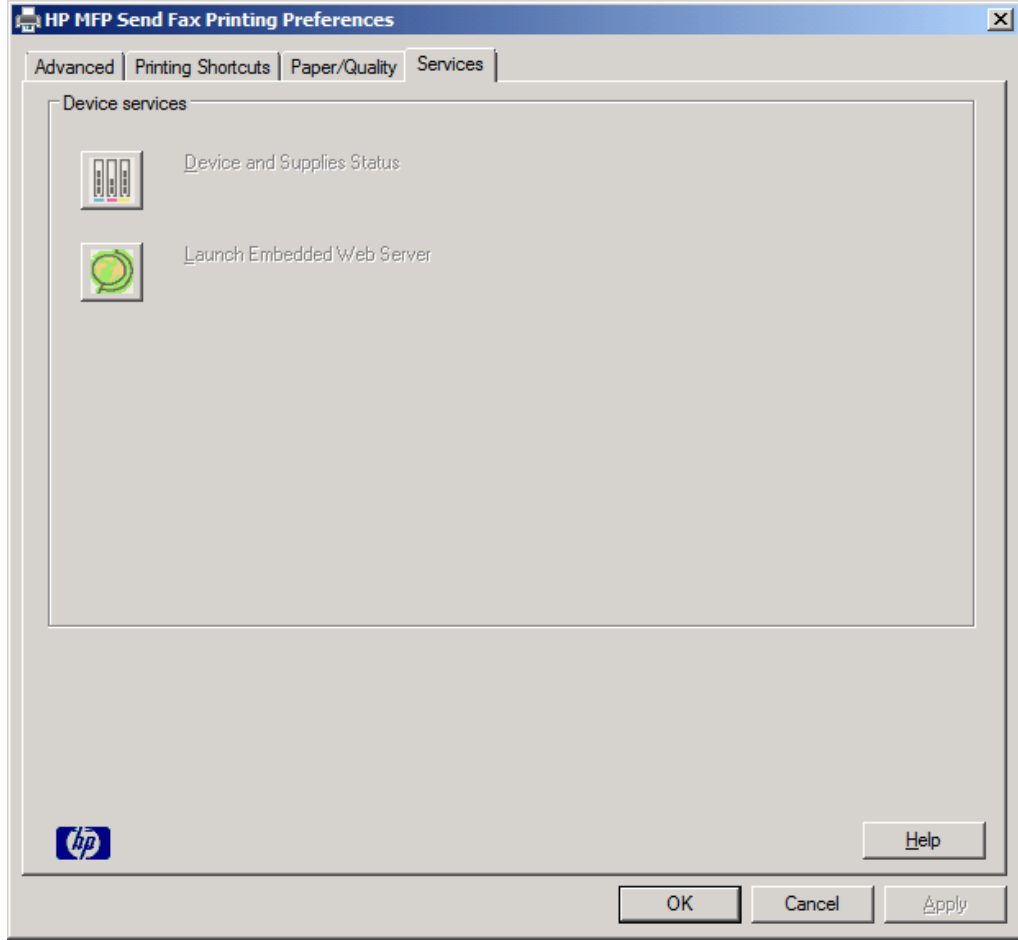 HP MFP Send Fax Printing Preferences
Advanced Printing Shortcuts Paper/Quality Services
Device services
Device and Supplies Status
Launch Embedded Web Server
hp
Help
OK Cancel Apply